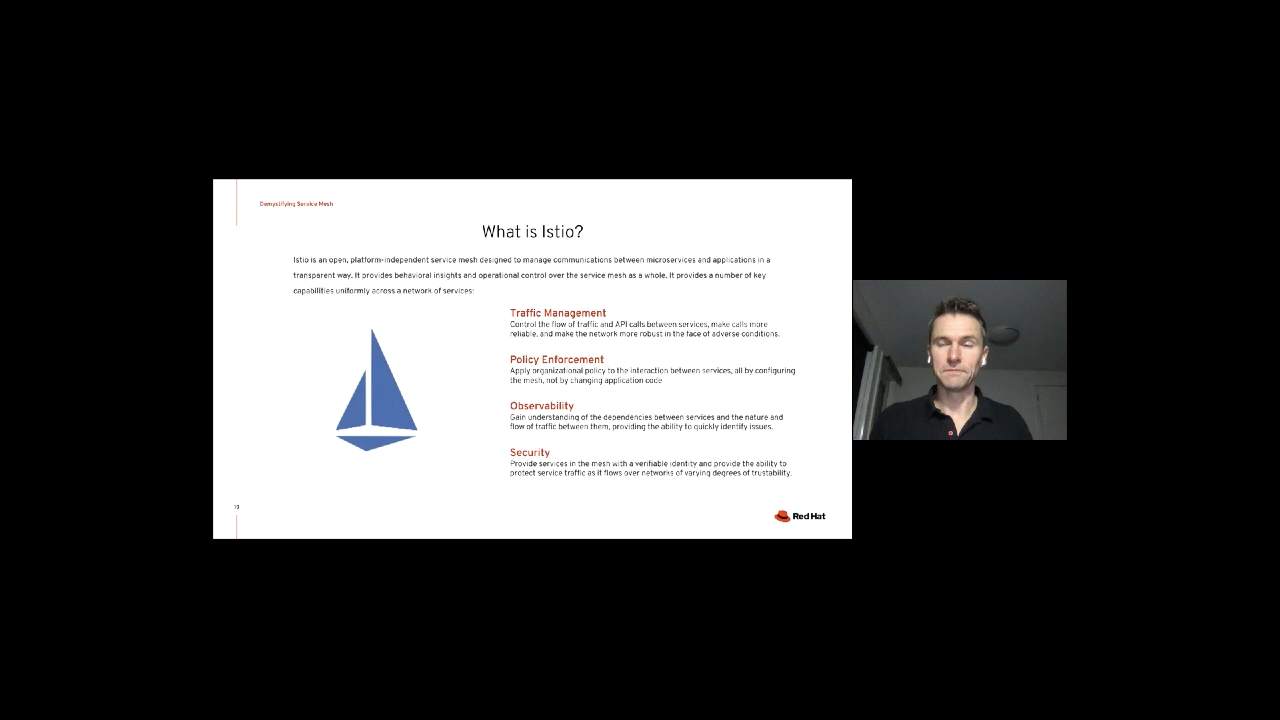 Demystifying Service Mesh
What is Istio?
Istio is an open, platform-independent service mesh designed to manage communications between microservices and applications in a
transparent way. It provides behavioral insights and operational control over the service mesh as a whole. It provides a number of key
capabilities uniformly across a network of services:
Traffic Management
Control the flow of traffic and API calls between services, make calls more
reliable, and make the network more robust in the face of adverse conditions.
Policy Enforcement
Apply organizational policy to the interaction between services, all by configuring
the mesh, not by changing application code
Observability
Gain understanding of the dependencies between services and the nature and
flow of traffic between them, providing the ability to quickly identify issues.
Security
Provide services in the mesh with a verifiable identity and provide the ability to
protect service traffic as it flows over networks of varying degrees of trustability.
Red Hat